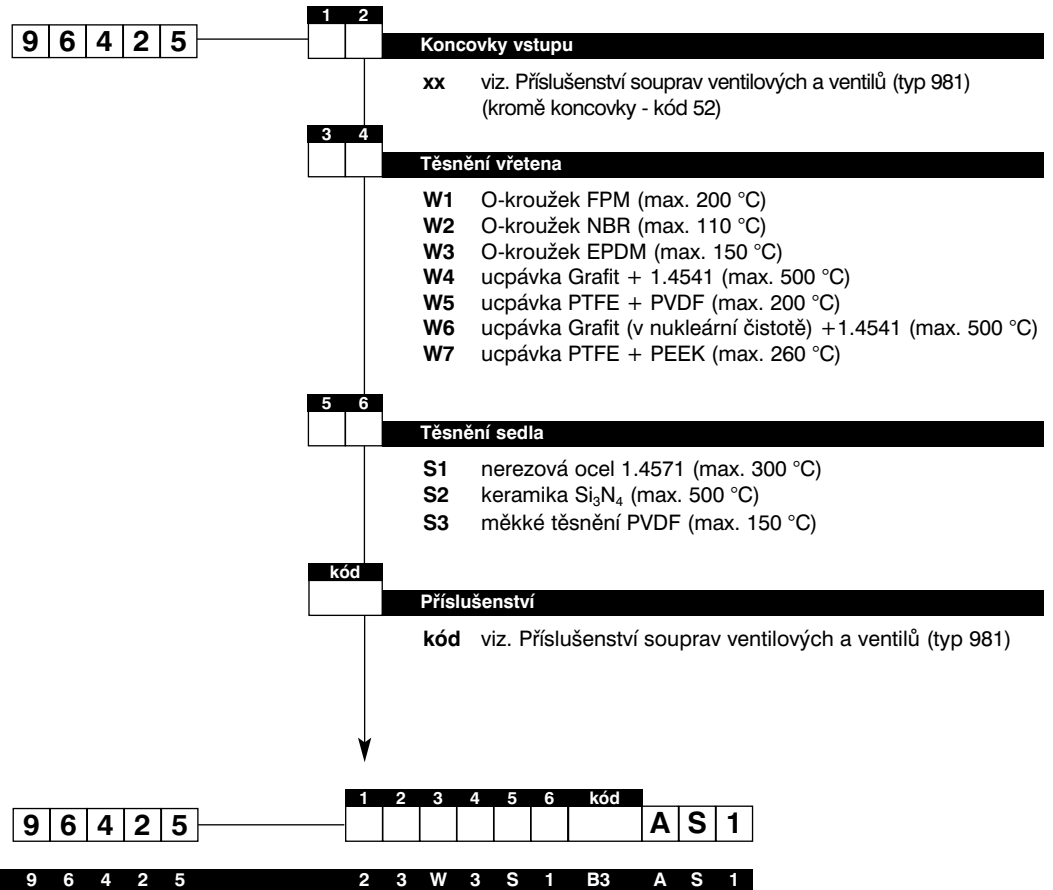 1 2
9 6 4 2 5
Koncovky vstupu
xx viz. Příslušenství souprav ventilových a ventilů (typ 981)
(kromě koncovky - kód 52)
3 4
Těsnění vřetena
W1 O-kroužek FPM (max. 200 °C)
W2 O-kroužek NBR (max. 110 °C)
W3 O-kroužek EPDM (max. 150 °C)
W4 ucpávka Grafit + 1.4541 (max. 500 °C)
W5 ucpávka PTFE + PVDF (max. 200 °C)
W6 ucpávka Grafit (v nukleární čistotě) +1.4541 (max. 500 °C)
W7 ucpávka PTFE + PEEK (max. 260 °C)
5 6
Těsnění sedla
S1 nerezová ocel 1.4571 (max. 300 °C)
S2 keramika Si₃N₄ (max. 500 °C)
S3 měkké těsnění PVDF (max. 150 °C)
kód
Příslušenství
kód viz. Příslušenství souprav ventilových a ventilů (typ 981)
1 2 3 4 5 6 kód
9 6 4 2 5 A S 1
9 6 4 2 5 2 3 W 3 S 1 B3 A S 1